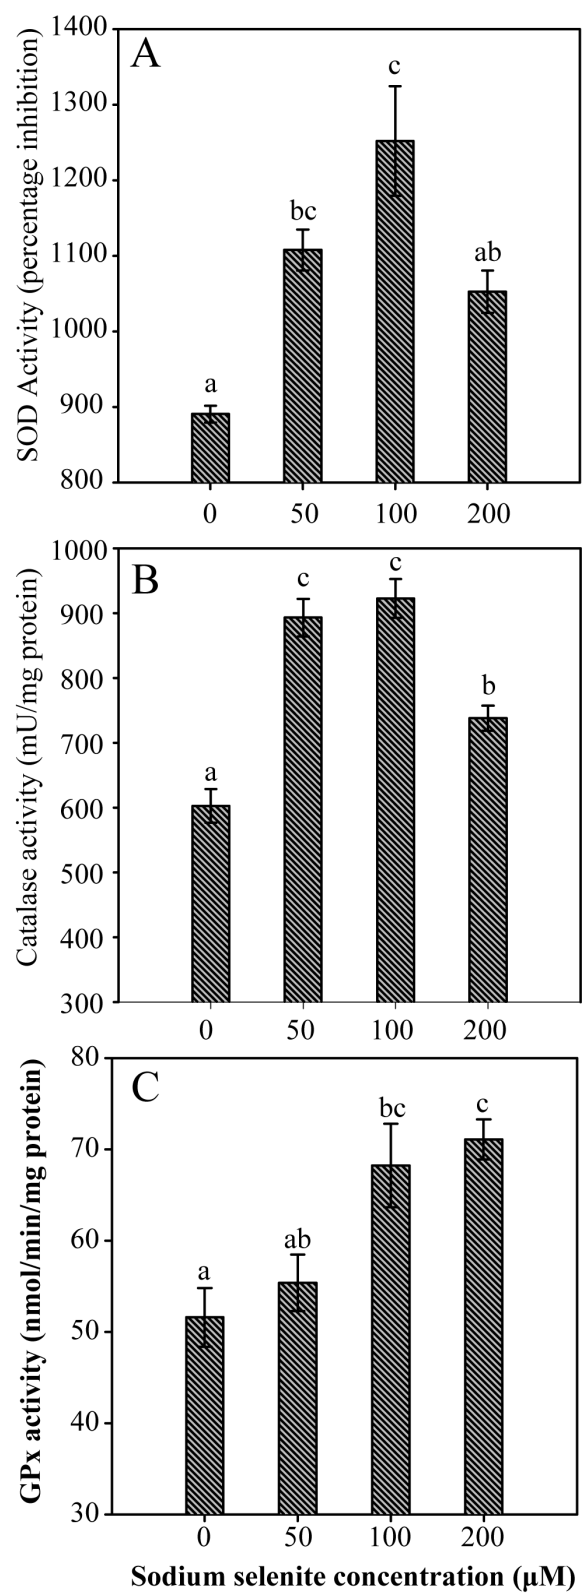 A
SOD Activity (percentage inhibition)
1400
1300
1200
1100
1000
900
800
a
bc
c
ab
0 50 100 200
B
Catalase activity (mU/mg protein)
1000
900
800
700
600
500
400
300
a
c
c
b
0 50 100 200
C
GPx activity (nmol/min/mg protein)
80
70
60
50
40
30
a
ab
bc
c
0 50 100 200
Sodium selenite concentration (μM)